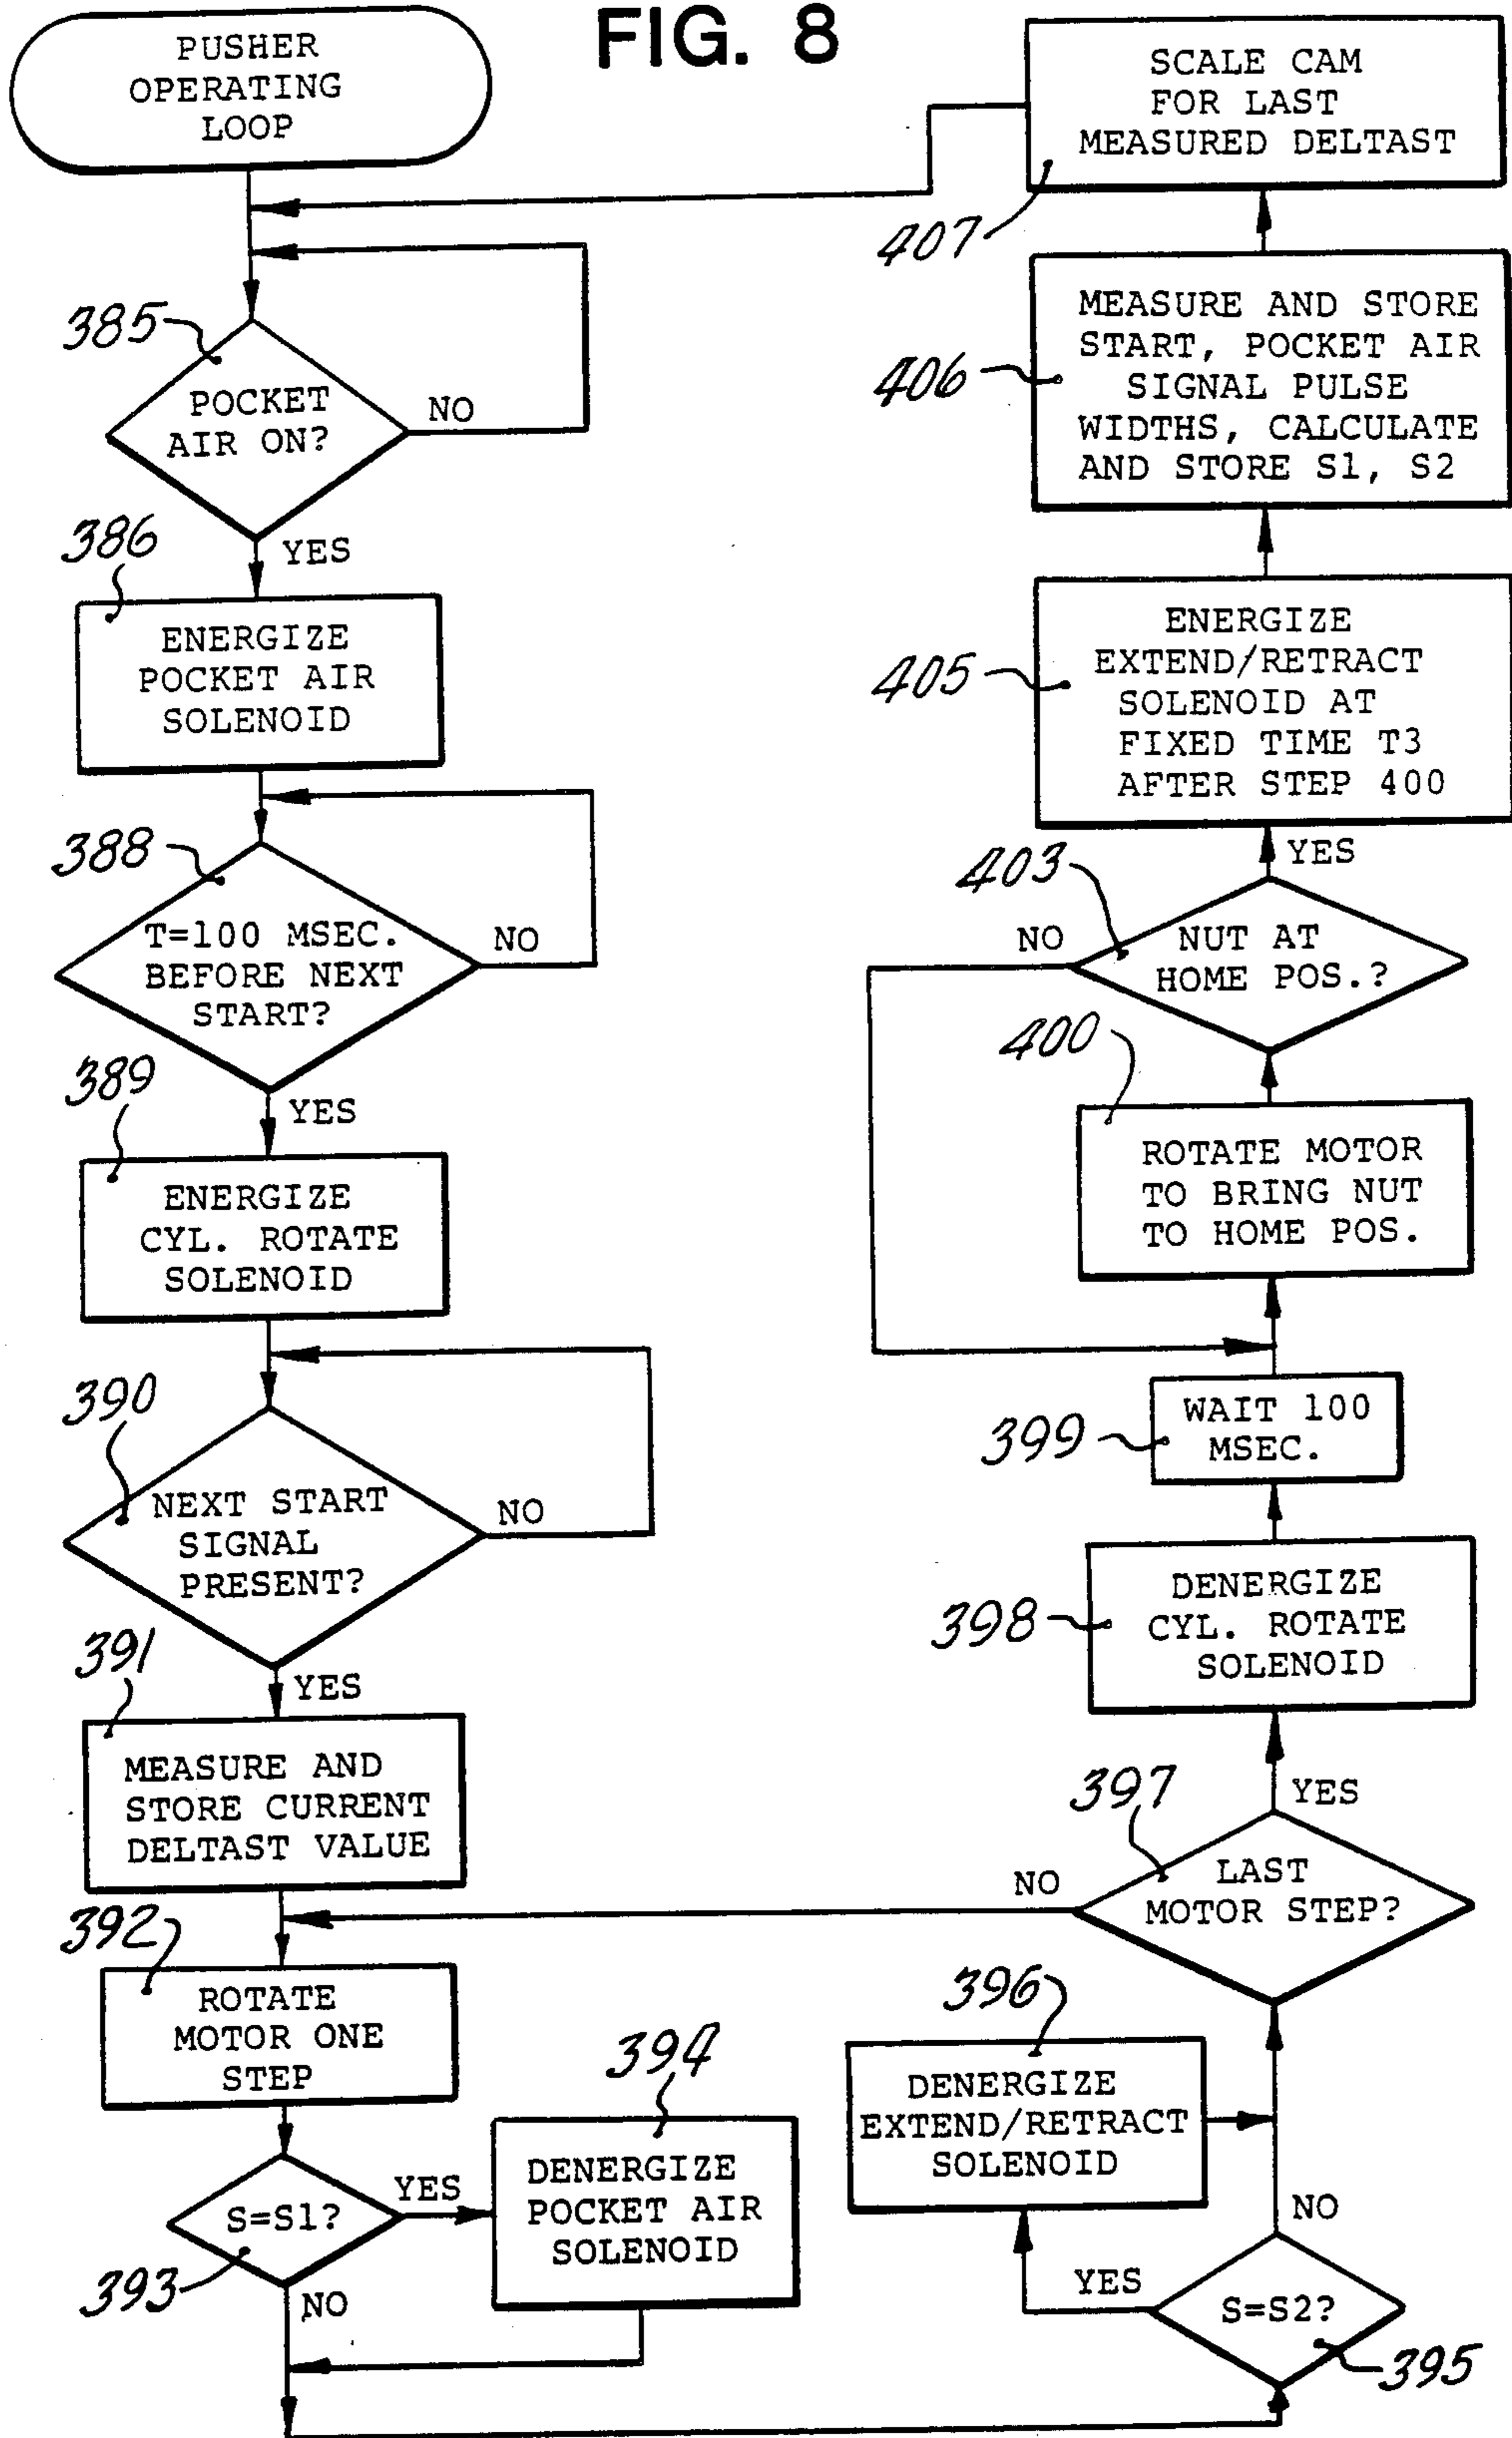 FIG. 8
PUSHER
OPERATING
LOOP
385
POCKET
AIR ON?
NO
YES
386
ENERGIZE
POCKET AIR
SOLENOID
388
T=100 MSEC.
BEFORE NEXT
START?
NO
YES
389
ENERGIZE
CYL. ROTATE
SOLENOID
390
NEXT START
SIGNAL
PRESENT?
NO
YES
391
MEASURE AND
STORE CURRENT
DELTAST VALUE
392
ROTATE
MOTOR ONE
STEP
393
S=S1?
YES
NO
394
DENERGIZE
POCKET AIR
SOLENOID
395
S=S2?
YES
NO
396
DENERGIZE
EXTEND/RETRACT
SOLENOID
397
LAST
MOTOR STEP?
NO
YES
398
DENERGIZE
CYL. ROTATE
SOLENOID
399
WAIT 100
MSEC.
400
ROTATE MOTOR
TO BRING NUT
TO HOME POS.
403
NUT AT
HOME POS.?
NO
YES
405
ENERGIZE
EXTEND/RETRACT
SOLENOID AT
FIXED TIME T3
AFTER STEP 400
406
MEASURE AND STORE
START, POCKET AIR
SIGNAL PULSE
WIDTHS, CALCULATE
AND STORE S1, S2
407
SCALE CAM
FOR LAST
MEASURED DELTAST